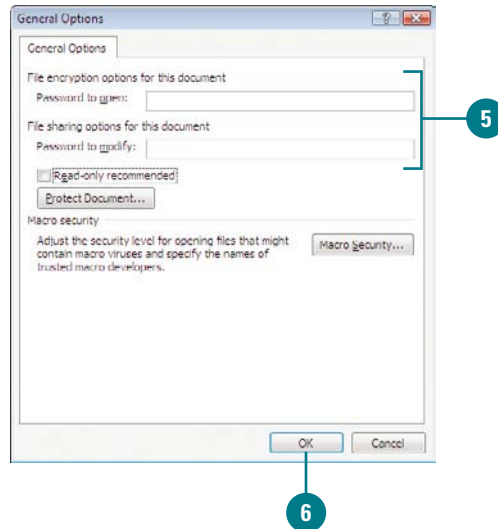 General Options
General Options
File encryption options for this document
Password to open:
5
File sharing options for this document
Password to modify:
Read-only recommended
Protect Document...
Macro security
Adjust the security level for opening files that might
contain macro viruses and specify the names of
trusted macro developers.
Macro Security...
OK
Cancel
6